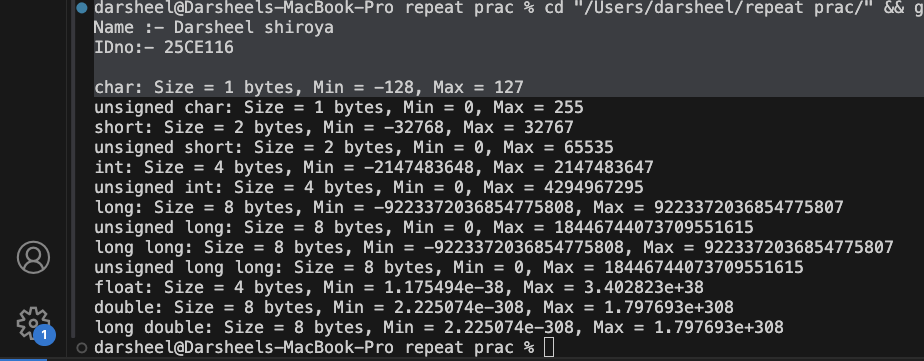 darsheel@Darsheels-MacBook-Pro repeat prac % cd "/Users/darsheel/repeat prac/" && g
Name :- Darsheel shiroya
IDno:- 25CE116
char: Size = 1 bytes, Min = -128, Max = 127
unsigned char: Size = 1 bytes, Min = 0, Max = 255
short: Size = 2 bytes, Min = -32768, Max = 32767
unsigned short: Size = 2 bytes, Min = 0, Max = 65535
int: Size = 4 bytes, Min = -2147483648, Max = 2147483647
unsigned int: Size = 4 bytes, Min = 0, Max = 4294967295
long: Size = 8 bytes, Min = -9223372036854775808, Max = 9223372036854775807
unsigned long: Size = 8 bytes, Min = 0, Max = 18446744073709551615
long long: Size = 8 bytes, Min = -9223372036854775808, Max = 9223372036854775807
unsigned long long: Size = 8 bytes, Min = 0, Max = 18446744073709551615
float: Size = 4 bytes, Min = 1.175494e-38, Max = 3.402823e+38
double: Size = 8 bytes, Min = 2.225074e-308, Max = 1.797693e+308
long double: Size = 8 bytes, Min = 2.225074e-308, Max = 1.797693e+308
darsheel@Darsheels-MacBook-Pro repeat prac %
1